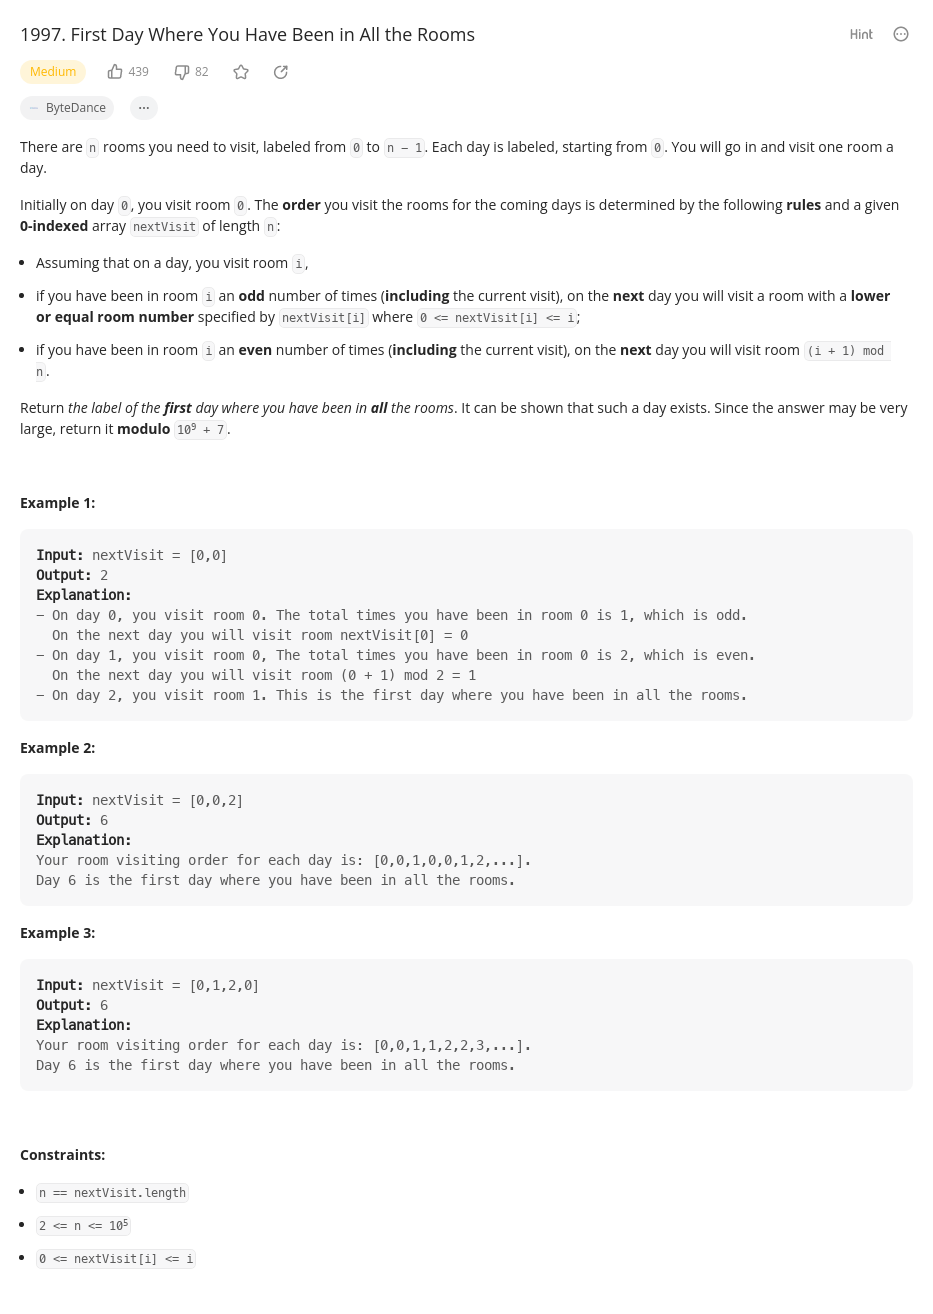 1997. First Day Where You Have Been in All the Rooms
Hint
Medium 439 82
ByteDance ...
There are n rooms you need to visit, labeled from 0 to n - 1. Each day is labeled, starting from 0. You will go in and visit one room a
day.
Initially on day 0, you visit room 0. The order you visit the rooms for the coming days is determined by the following rules and a given
0-indexed array nextVisit of length n:
• Assuming that on a day, you visit room i,
• if you have been in room i an odd number of times (including the current visit), on the next day you will visit a room with a lower
or equal room number specified by nextVisit[i] where 0 <= nextVisit[i] <= i;
• if you have been in room i an even number of times (including the current visit), on the next day you will visit room (i + 1) mod
n.
Return the label of the first day where you have been in all the rooms. It can be shown that such a day exists. Since the answer may be very
large, return it modulo 10⁹ + 7.
Example 1:
Input: nextVisit = [0,0]
Output: 2
Explanation:
- On day 0, you visit room 0. The total times you have been in room 0 is 1, which is odd.
On the next day you will visit room nextVisit[0] = 0
- On day 1, you visit room 0, The total times you have been in room 0 is 2, which is even.
On the next day you will visit room (0 + 1) mod 2 = 1
- On day 2, you visit room 1. This is the first day where you have been in all the rooms.
Example 2:
Input: nextVisit = [0,0,2]
Output: 6
Explanation:
Your room visiting order for each day is: [0,0,1,0,0,1,2,...].
Day 6 is the first day where you have been in all the rooms.
Example 3:
Input: nextVisit = [0,1,2,0]
Output: 6
Explanation:
Your room visiting order for each day is: [0,0,1,1,2,2,3,...].
Day 6 is the first day where you have been in all the rooms.
Constraints:
• n == nextVisit.length
• 2 <= n <= 10⁵
• 0 <= nextVisit[i] <= i